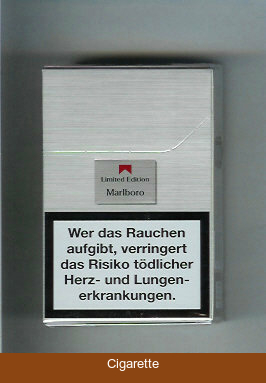 Limited Edition
Marlboro
Wer das Rauchen
aufgibt, verringert
das Risiko tödlicher
Herz- und Lungen-
erkrankungen.
Cigarette